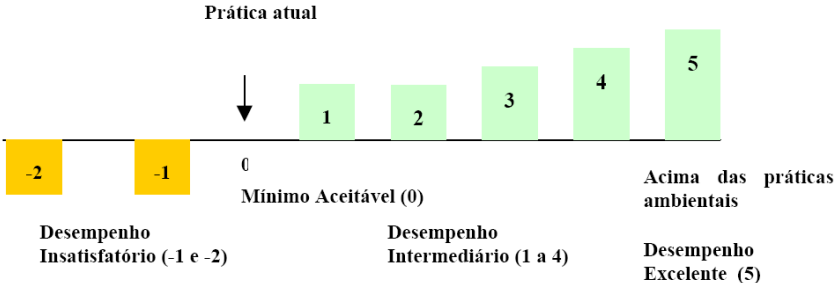 Prática atual
5
4
3
1
2
-2
-1
0
Mínimo Aceitável (0)
Acima das práticas
ambientais
Desempenho
Insatisfatório (-1 e -2)
Desempenho
Intermediário (1 a 4)
Desempenho
Excelente (5)